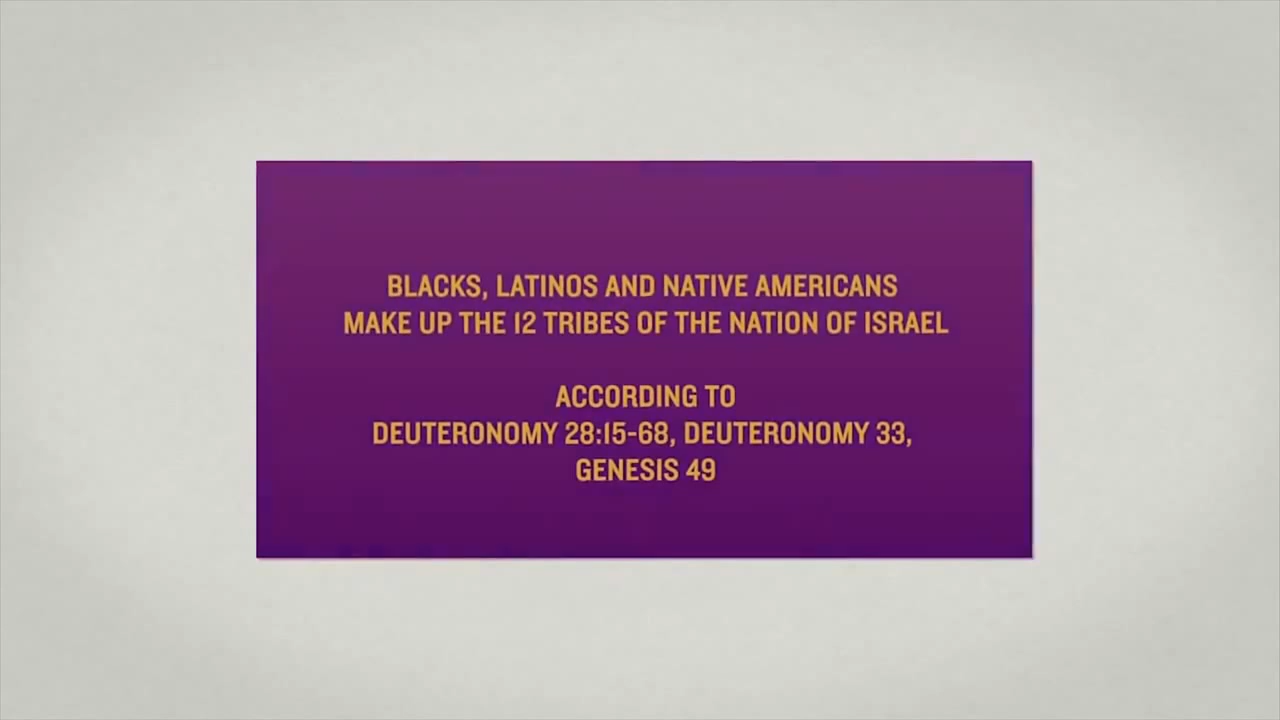 BLACKS, LATINOS AND NATIVE AMERICANS
MAKE UP THE 12 TRIBES OF THE NATION OF ISRAEL
ACCORDING TO
DEUTERONOMY 28:15-68, DEUTERONOMY 33,
GENESIS 49